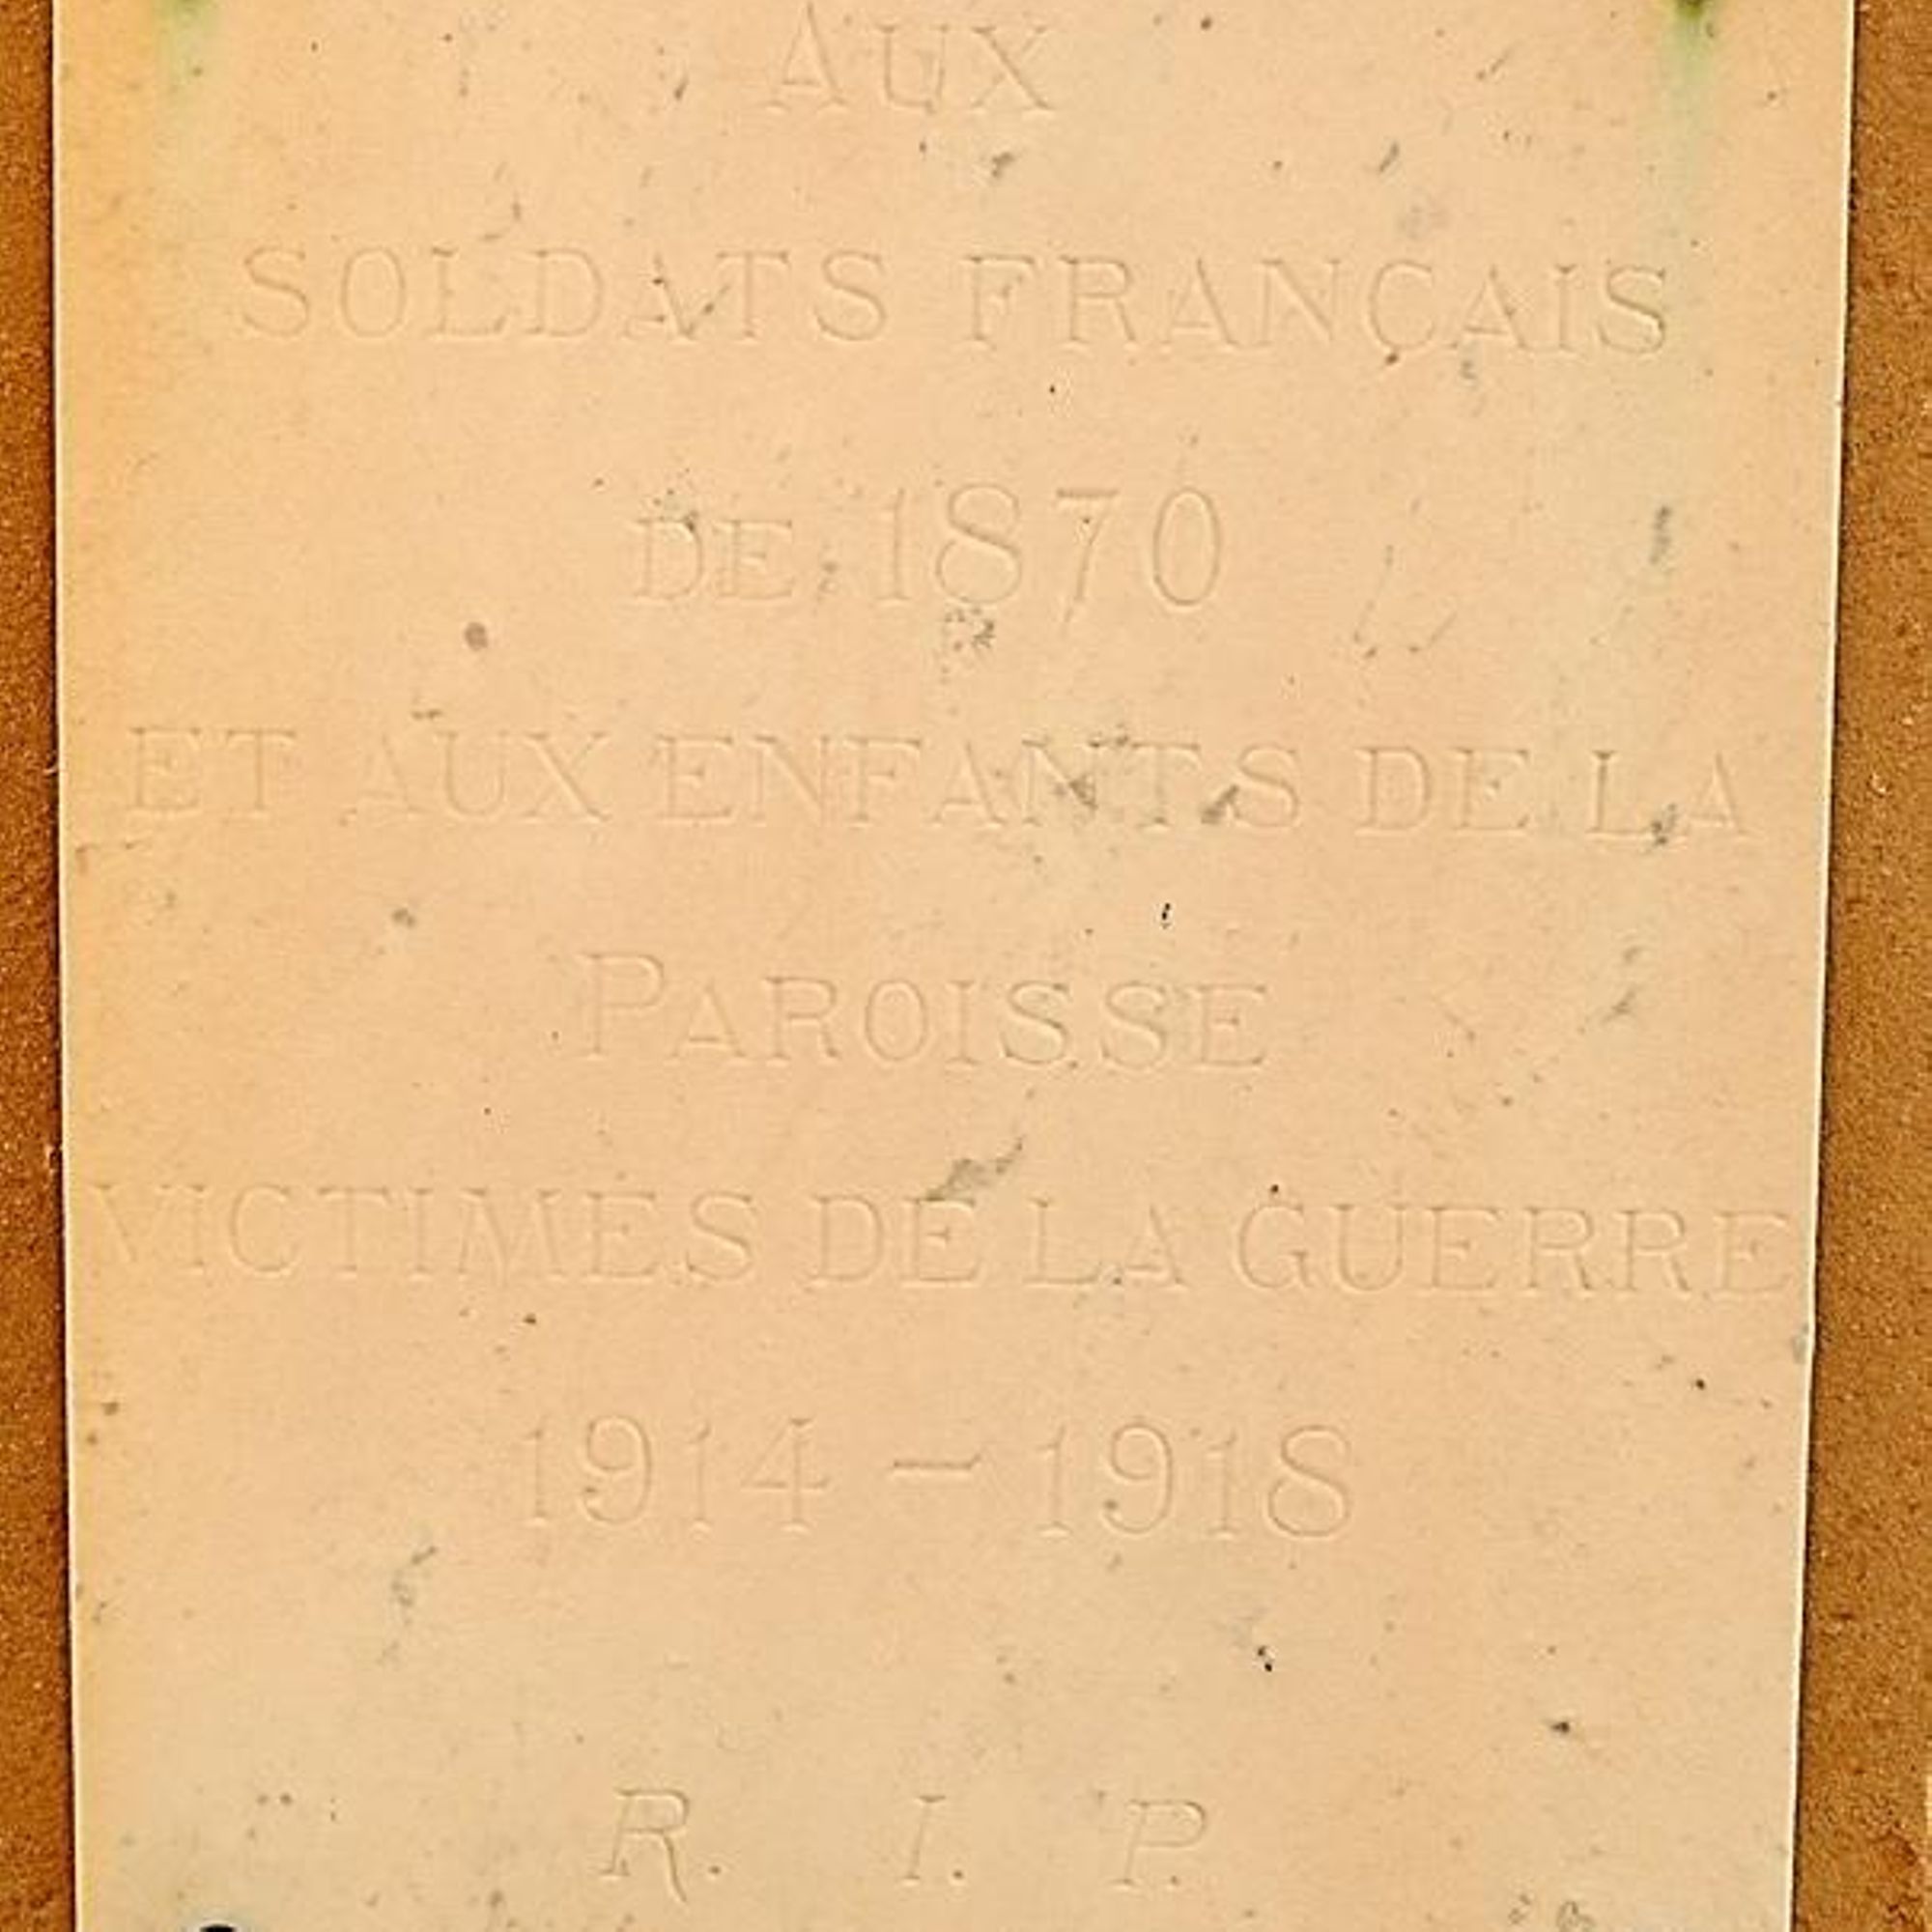 AUX
SOLDATS FRANÇAIS
DE 1870
ET AUX ENFANTS DE LA
PAROISSE
VICTIMES DE LA GUERRE
1914 - 1918
R. I. P.